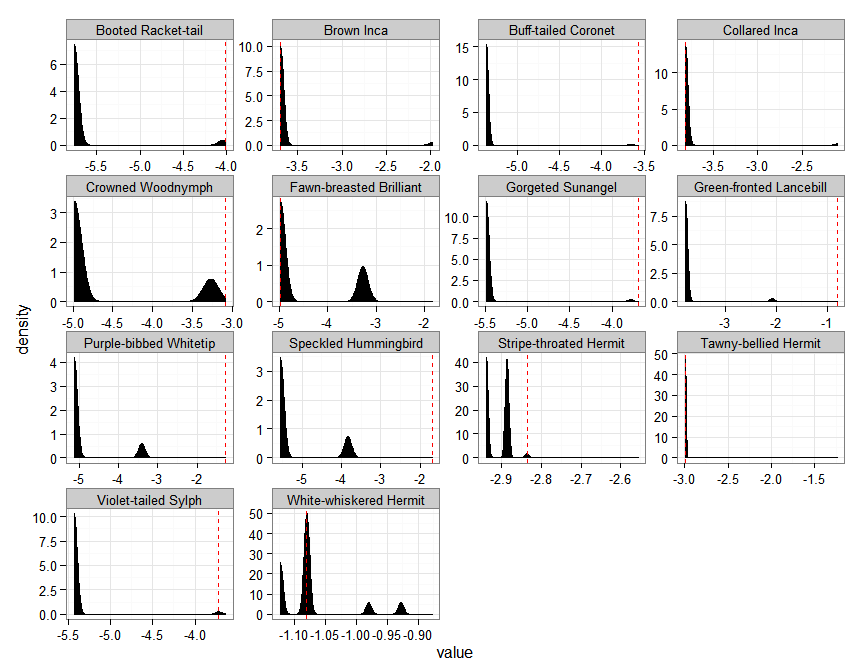 Booted Racket-tail Brown Inca Buff-tailed Coronet Collared Inca
6 4 2 0
10.0 7.5 5.0 2.5 0.0
15 10 5 0
10 5 0
-5.5 -5.0 -4.5 -4.0 -3.5 -3.0 -2.5 -2.0 -5.0 -4.5 -4.0 -3.5 -3.5 -3.0 -2.5
Crowned Woodnymph Fawn-breasted Brilliant Gorgeted Sunangel Green-fronted Lancebill
3 2 1 0
2 1 0
10.0 7.5 5.0 2.5 0.0
7.5 5.0 2.5 0.0
-5.0 -4.5 -4.0 -3.5 -3.0 -5 -4 -3 -2 -5.5 -5.0 -4.5 -4.0 -3 -2 -1
density
Purple-bibbed Whitetip Speckled Hummingbird Stripe-throated Hermit Tawny-bellied Hermit
4 3 2 1 0
3 2 1 0
40 30 20 10
50 40 30 20 10 0
-5 -4 -3 -2 -5 -4 -3 -2 -2.9 -2.8 -2.7 -2.6 -3.0 -2.5 -2.0 -1.5
Violet-tailed Sylph White-whiskered Hermit
10.0 7.5 5.0 2.5 0.0
50 40 30 20 10 0
-5.5 -5.0 -4.5 -4.0 -1.10 -1.05 -1.00 -0.95 -0.90
value